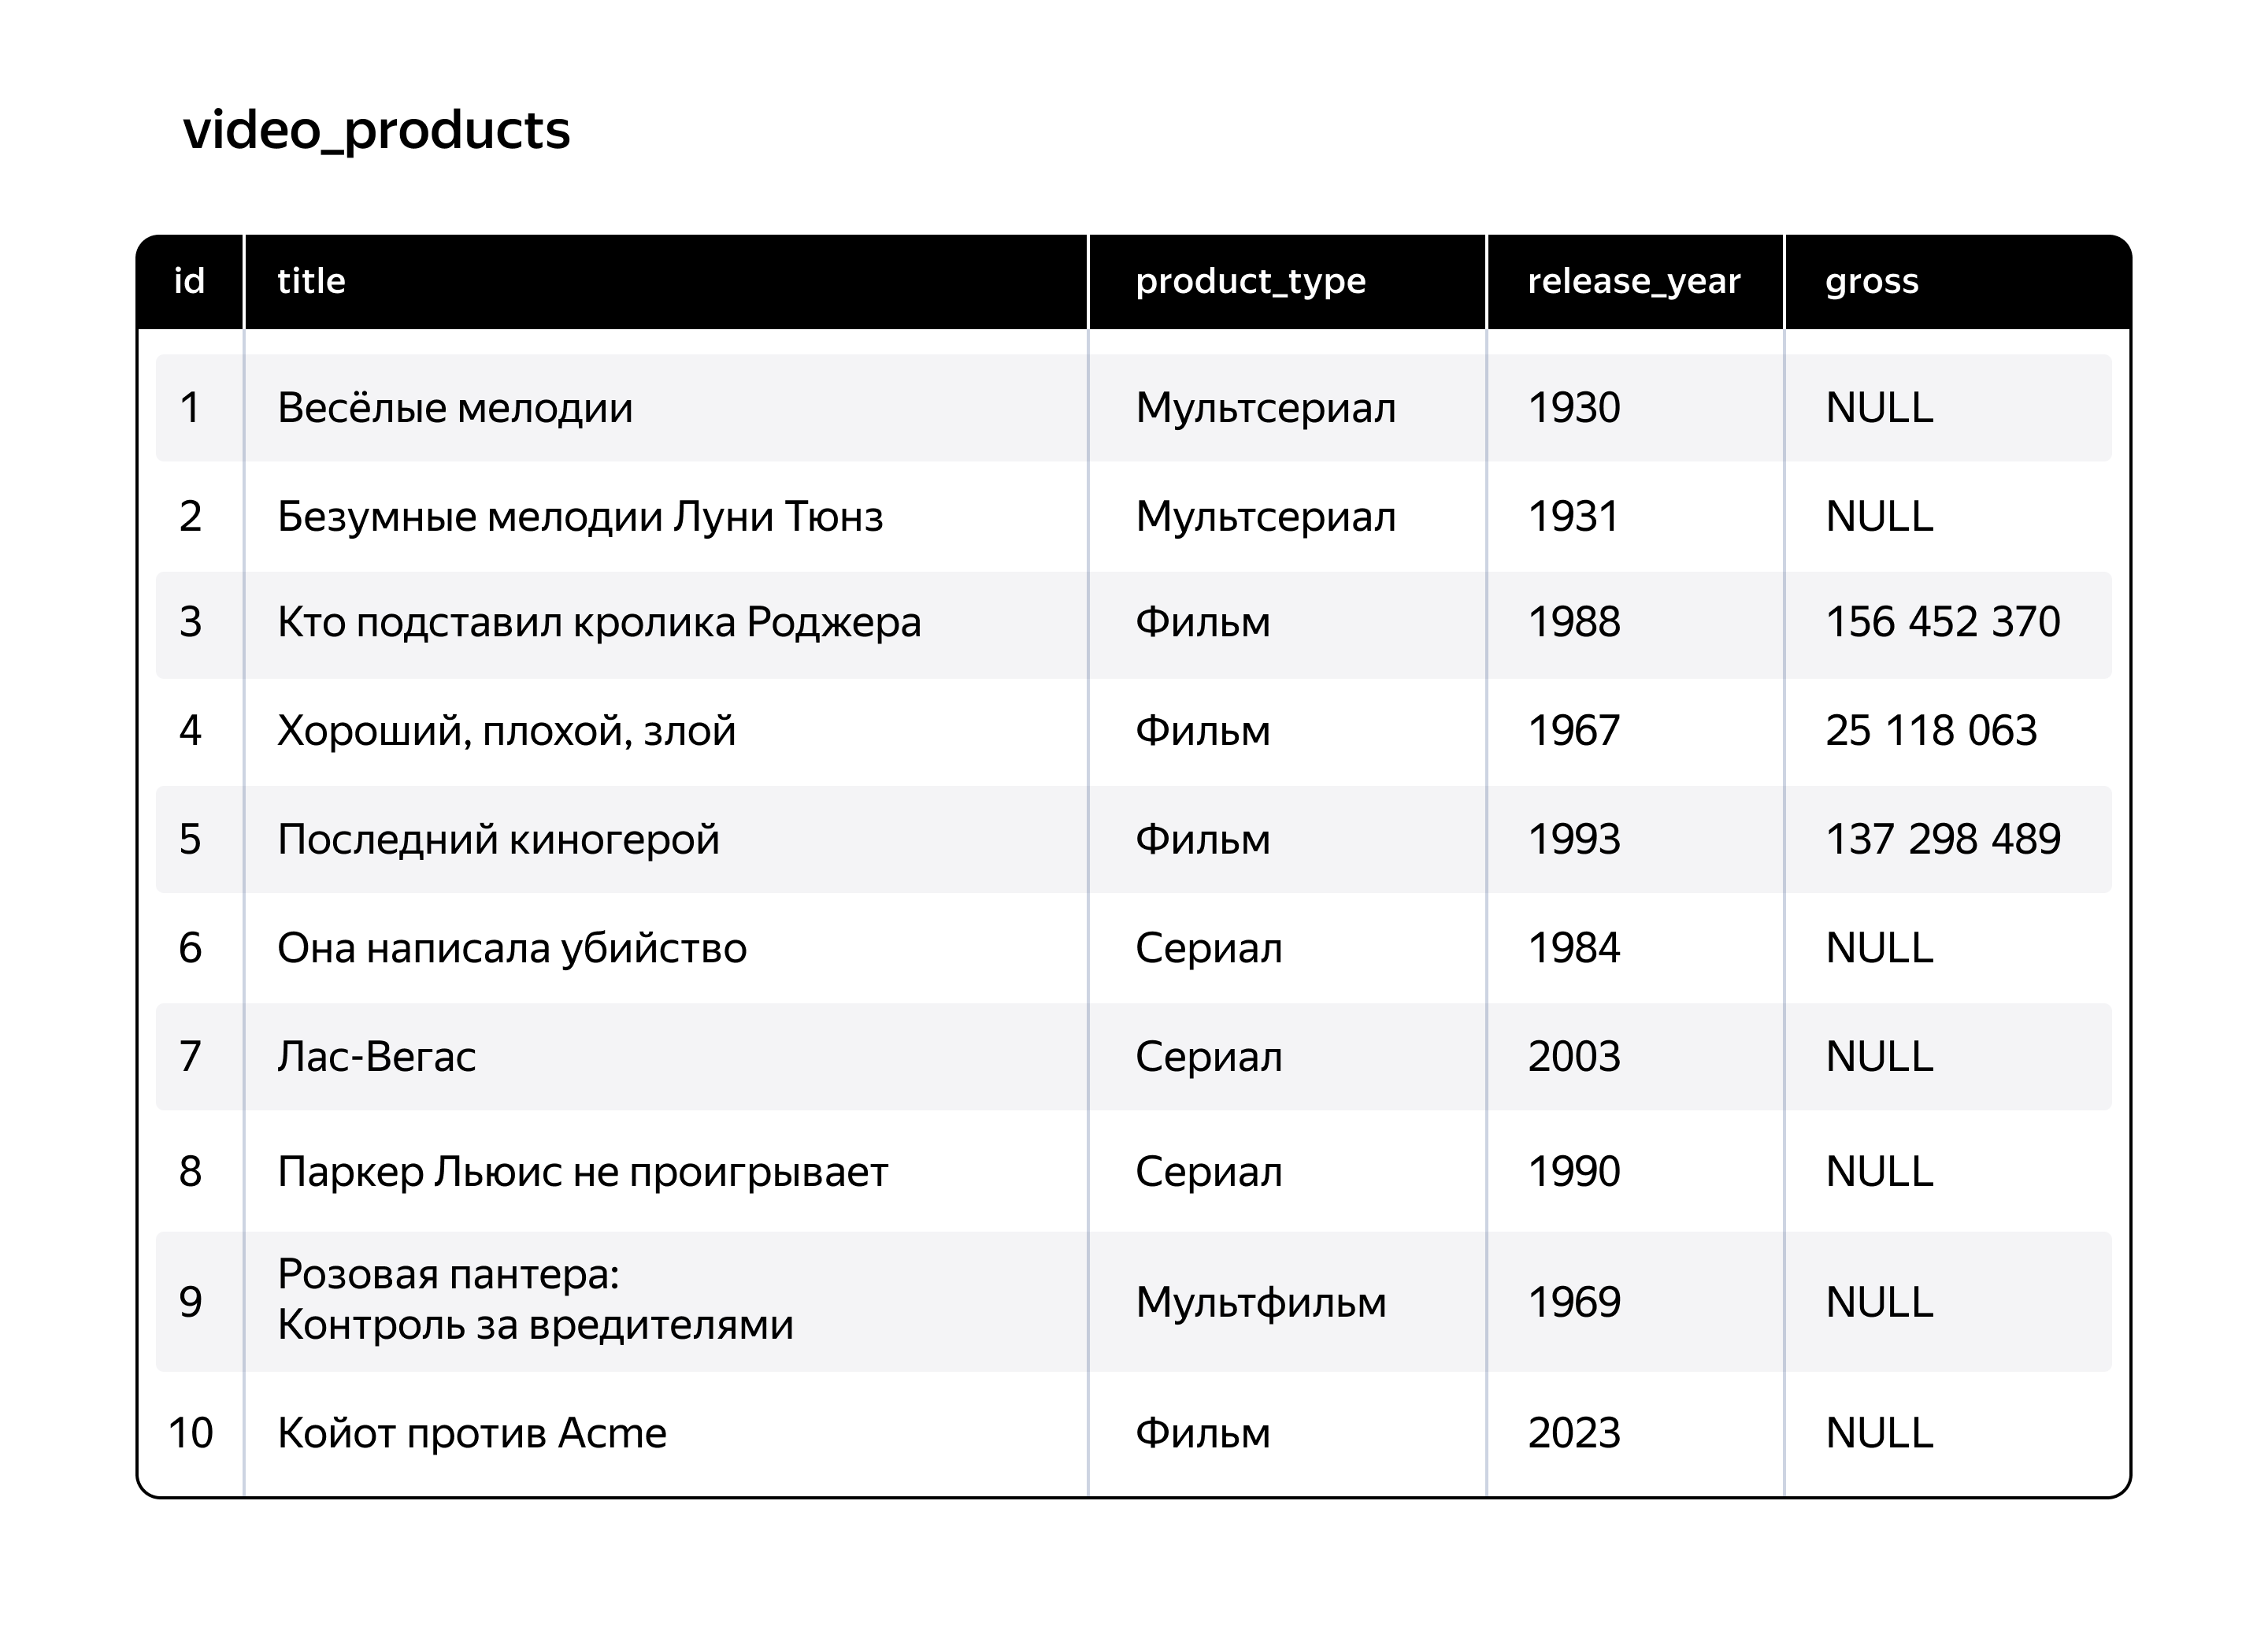 video_products
id title product_type release_year gross
1 Весёлые мелодии Мультсериал 1930 NULL
2 Безумные мелодии Луни Тюнз Мультсериал 1931 NULL
3 Кто подставил кролика Роджера Фильм 1988 156 452 370
4 Хороший, плохой, злой Фильм 1967 25 118 063
5 Последний киногерой Фильм 1993 137 298 489
6 Она написала убийство Сериал 1984 NULL
7 Лас-Вегас Сериал 2003 NULL
8 Паркер Льюис не проигрывает Сериал 1990 NULL
9 Розовая пантера:
Контроль за вредителями Мультфильм 1969 NULL
10 Койот против Acme Фильм 2023 NULL